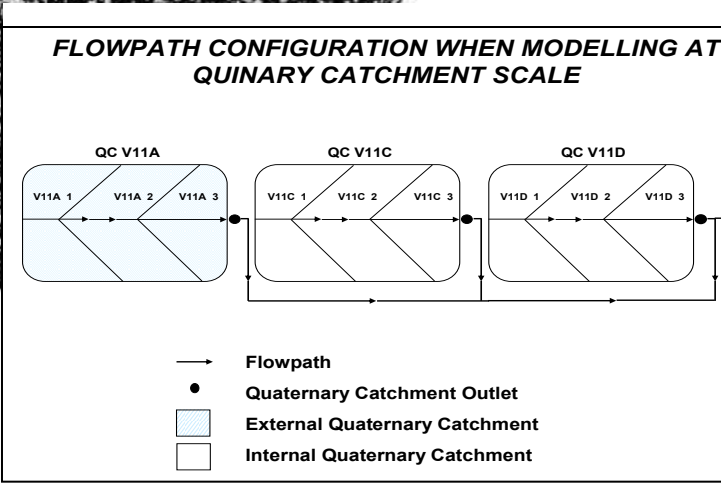 FLOWPATH CONFIGURATION WHEN MODELLING AT
QUINARY CATCHMENT SCALE
QC V11A
QC V11C
QC V11D
V11A 1
V11A 2
V11A 3
V11C 1
V11C 2
V11C 3
V11D 1
V11D 2
V11D 3
Flowpath
Quaternary Catchment Outlet
External Quaternary Catchment
Internal Quaternary Catchment